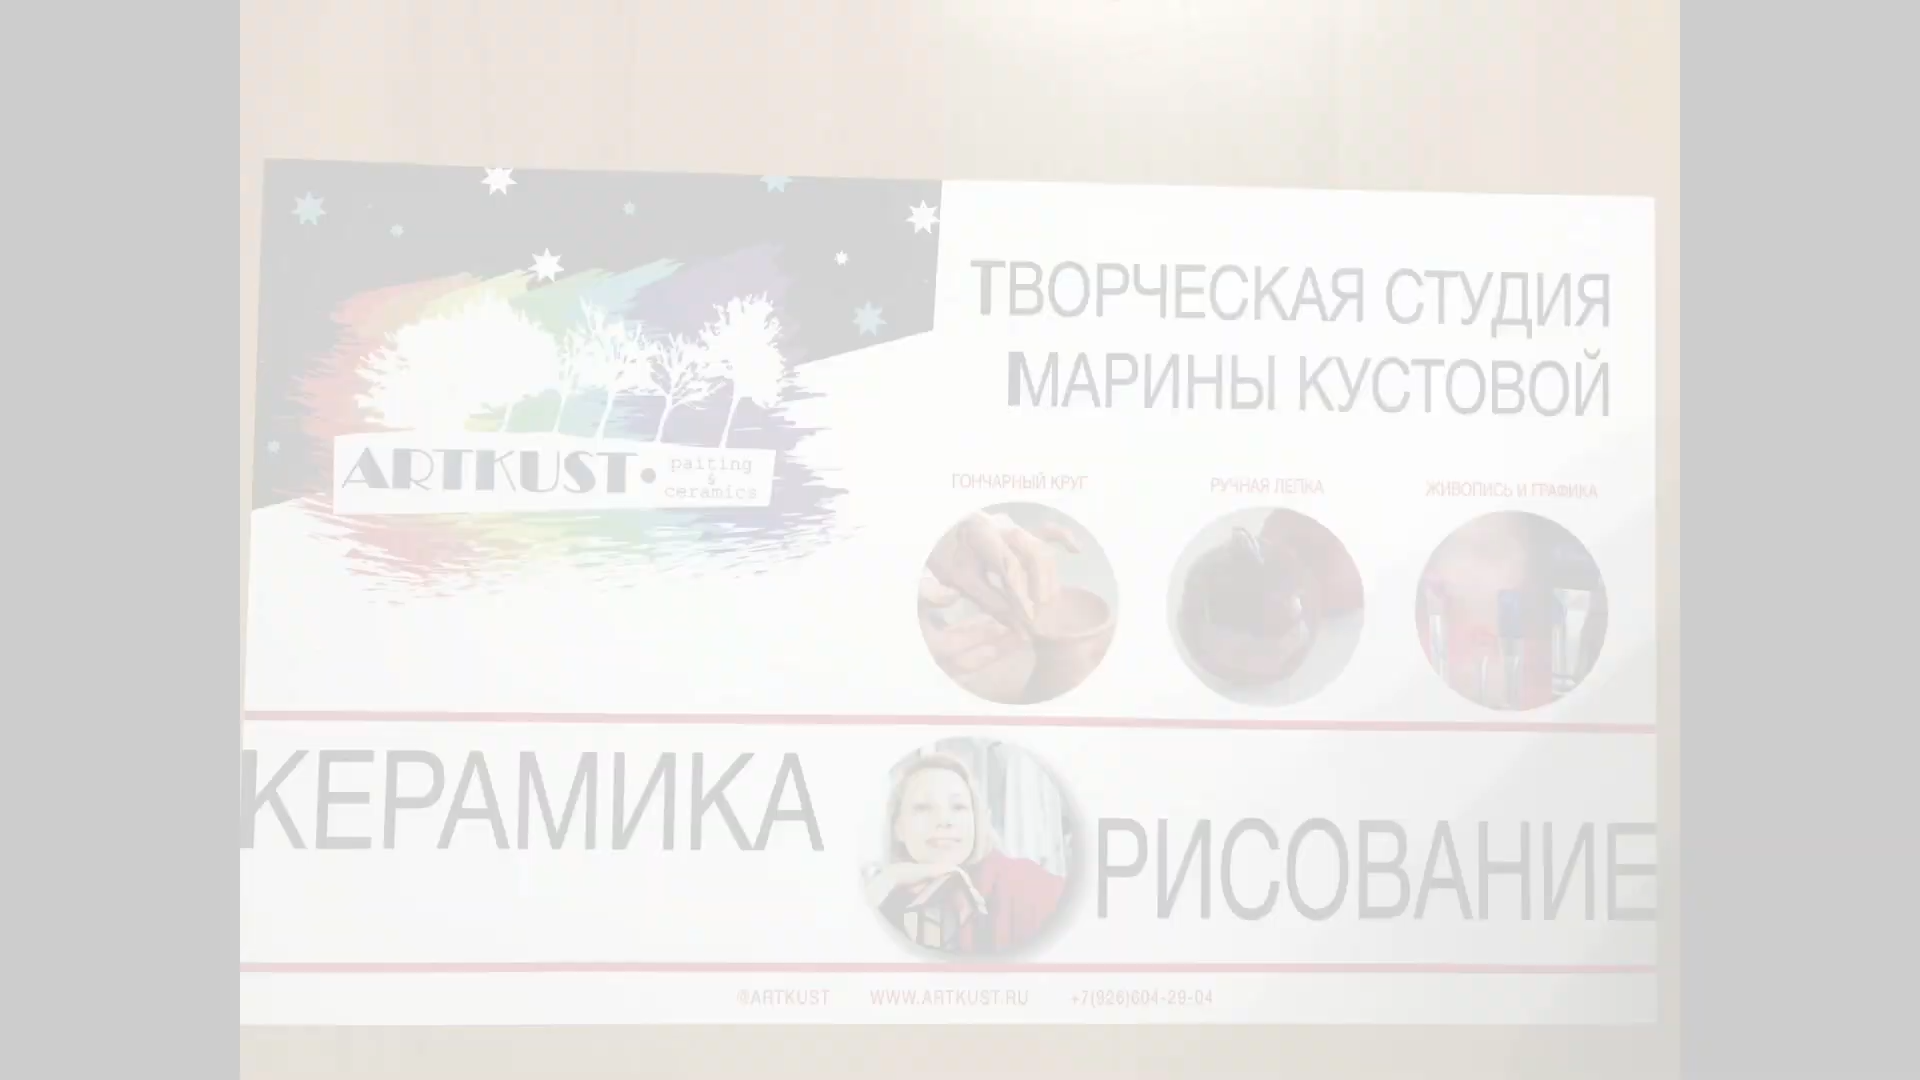 ТВОРЧЕСКАЯ СТУДИЯ
МАРИНЫ КУСТОВОЙ
ARTKUST• paiting
&
ceramics
ГОНЧАРНЫЙ КРУГ
РУЧНАЯ ЛЕПКА
ЖИВОПИСЬ И ГРАФИКА
КЕРАМИКА
РИСОВАНИЕ
@ARTKUST WWW.ARTKUST.RU +7(926)604-29-04